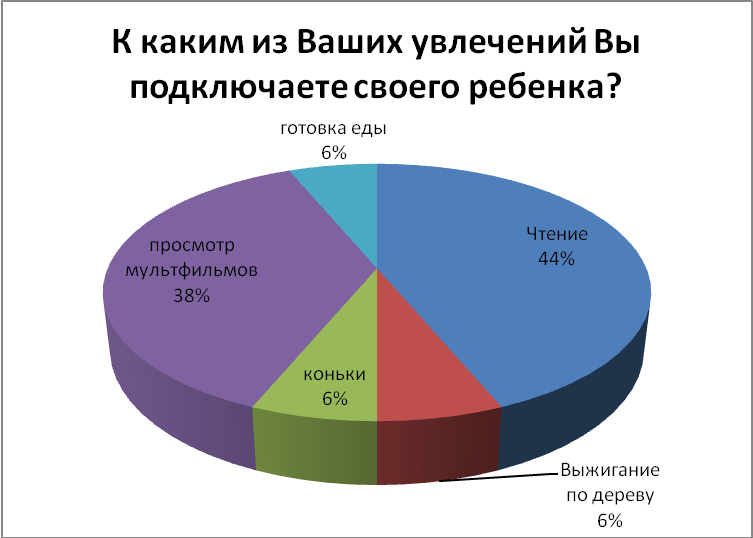 К каким из Ваших увлечений Вы
подключаете своего ребенка?
готовка еды
6%
Чтение
44%
просмотр
мультфильмов
38%
коньки
6%
Выжигание
по дереву
6%